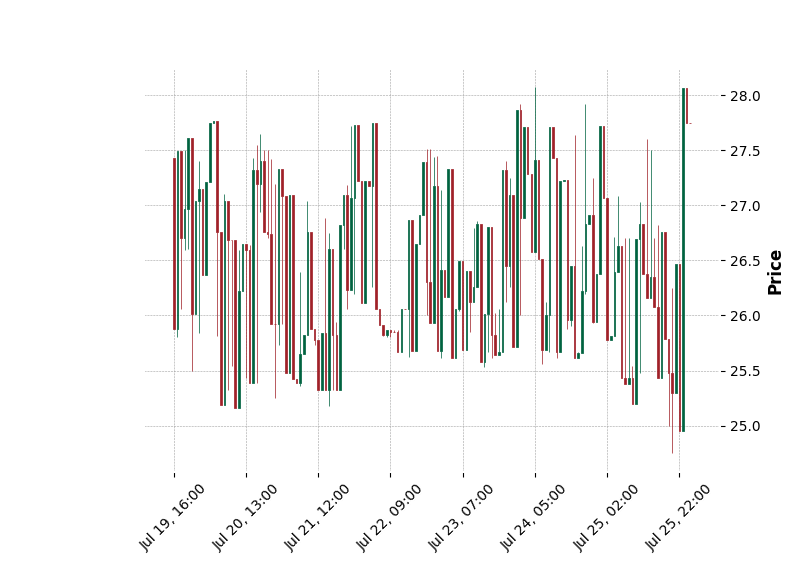 28.0
27.5
27.0
26.5
26.0
25.5
25.0
Price
Jul 19, 16:00
Jul 20, 13:00
Jul 21, 12:00
Jul 22, 09:00
Jul 23, 07:00
Jul 24, 05:00
Jul 25, 02:00
Jul 25, 22:00